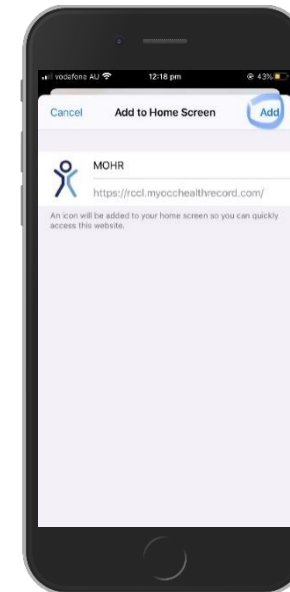 vodafone AU 12:18 pm 43%
Cancel Add to Home Screen Add
MOHR
https://rccl.myocchealthrecord.com/
An icon will be added to your home screen so you can quickly
access this website.